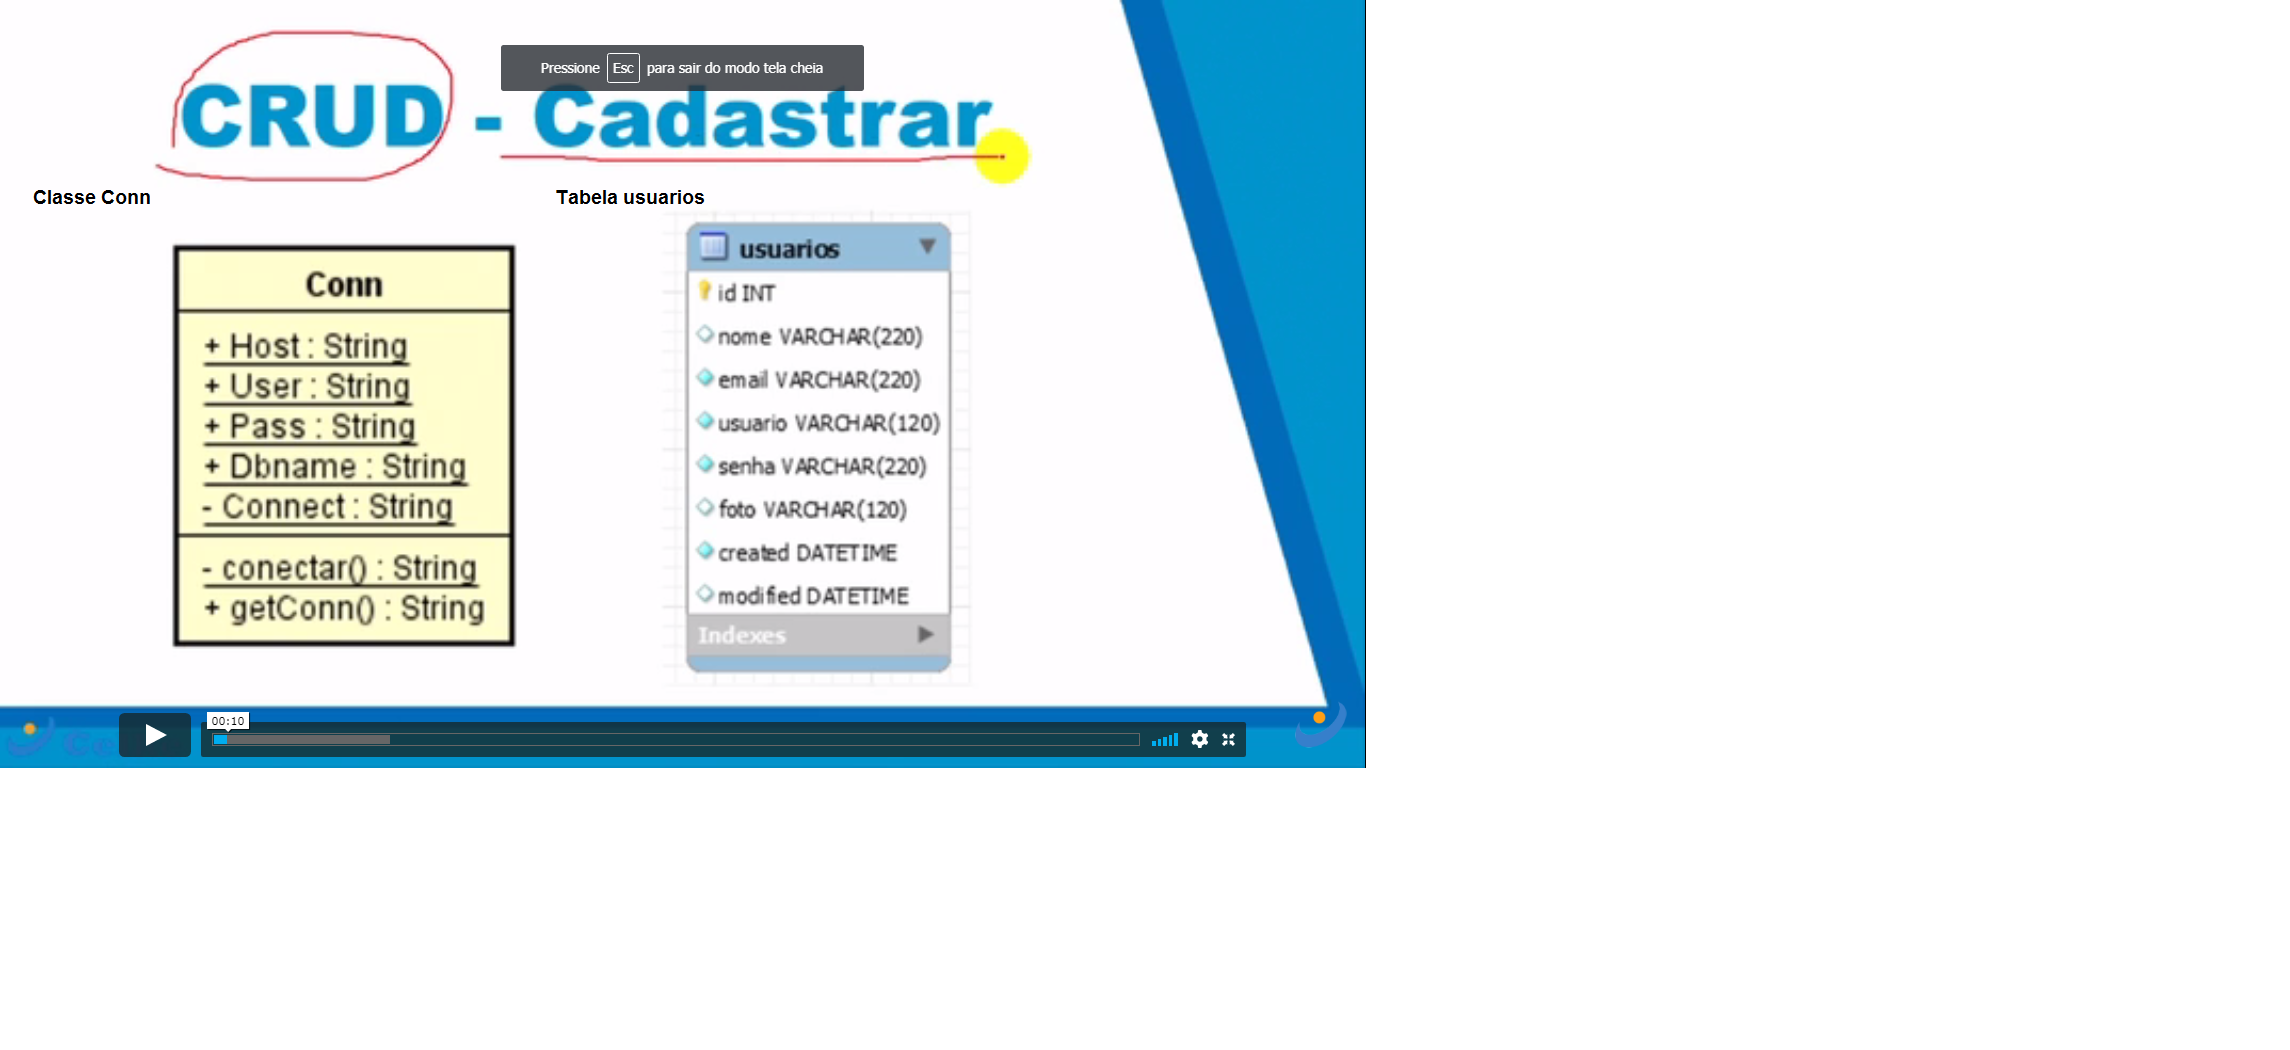 Pressione Esc para sair do modo tela cheia
CRUD - Cadastrar
Classe Conn
Tabela usuarios
Conn
+ Host : String
+ User : String
+ Pass : String
+ Dbname : String
- Connect : String
- conectar() : String
+ getConn() : String
usuarios
id INT
nome VARCHAR(220)
email VARCHAR(220)
usuario VARCHAR(120)
senha VARCHAR(220)
foto VARCHAR(120)
created DATETIME
modified DATETIME
Indexes
00:10